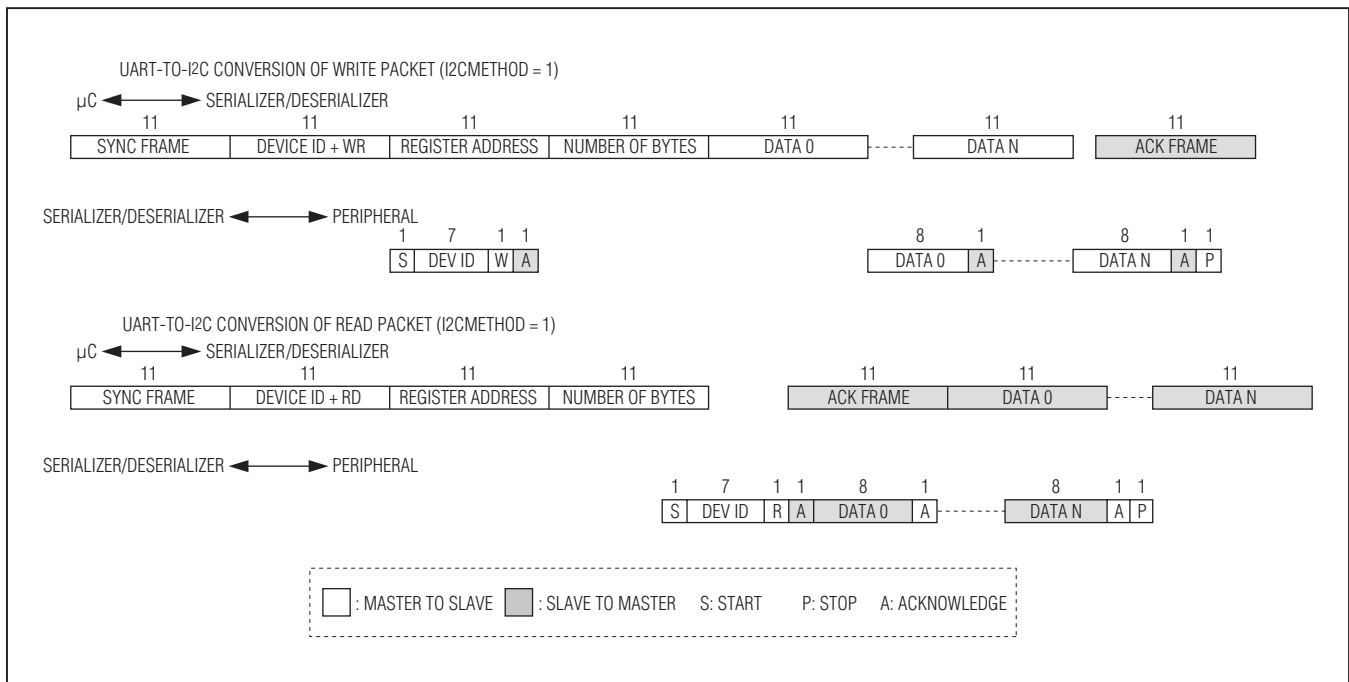 UART-TO-I2C CONVERSION OF WRITE PACKET (I2CMETHOD = 1)
µC SERIALIZER/DESERIALIZER
11 11 11 11 11 11 11
SYNC FRAME DEVICE ID + WR REGISTER ADDRESS NUMBER OF BYTES DATA 0 DATA N ACK FRAME
SERIALIZER/DESERIALIZER PERIPHERAL
1 7 1 1 8 1 8 1 1
S DEV ID W A DATA 0 A DATA N A P
UART-TO-I2C CONVERSION OF READ PACKET (I2CMETHOD = 1)
µC SERIALIZER/DESERIALIZER
11 11 11 11 11 11 11
SYNC FRAME DEVICE ID + RD REGISTER ADDRESS NUMBER OF BYTES ACK FRAME DATA 0 DATA N
SERIALIZER/DESERIALIZER PERIPHERAL
1 7 1 1 8 1 8 1 1
S DEV ID R A DATA 0 A DATA N A P
: MASTER TO SLAVE : SLAVE TO MASTER S: START P: STOP A: ACKNOWLEDGE